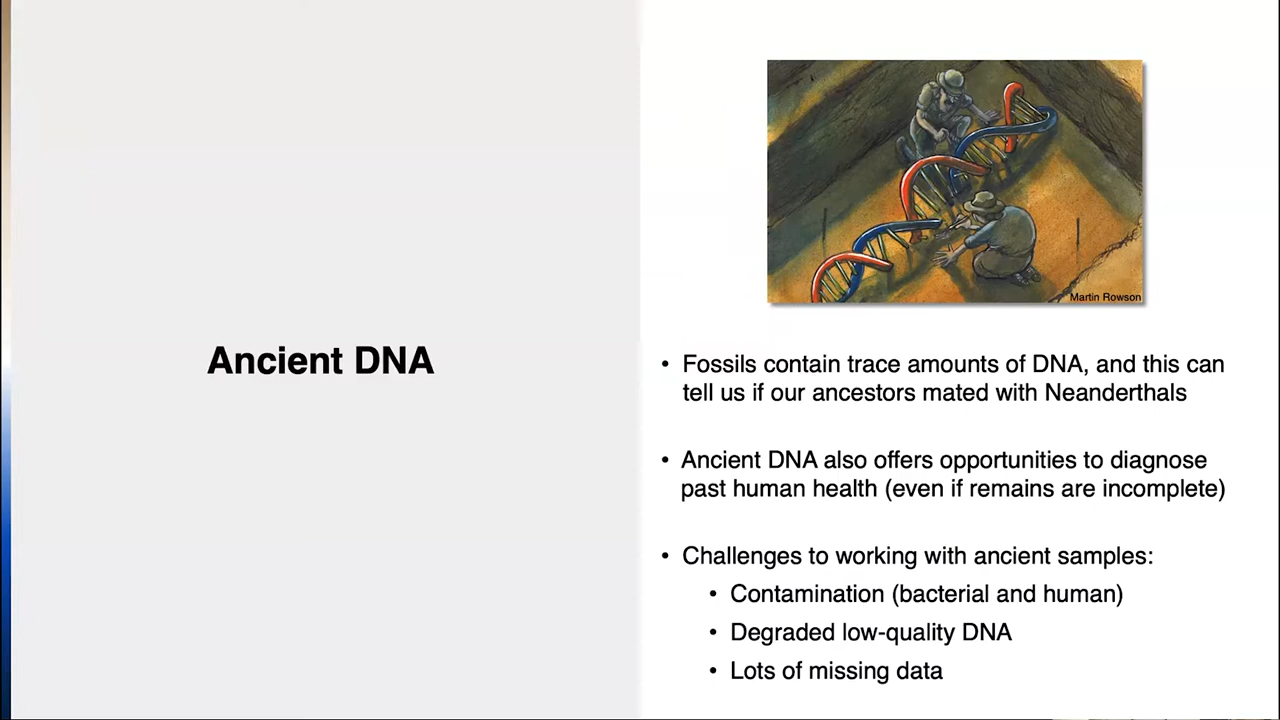 Martin Rowson
Ancient DNA
• Fossils contain trace amounts of DNA, and this can
tell us if our ancestors mated with Neanderthals
• Ancient DNA also offers opportunities to diagnose
past human health (even if remains are incomplete)
• Challenges to working with ancient samples:
• Contamination (bacterial and human)
• Degraded low-quality DNA
• Lots of missing data